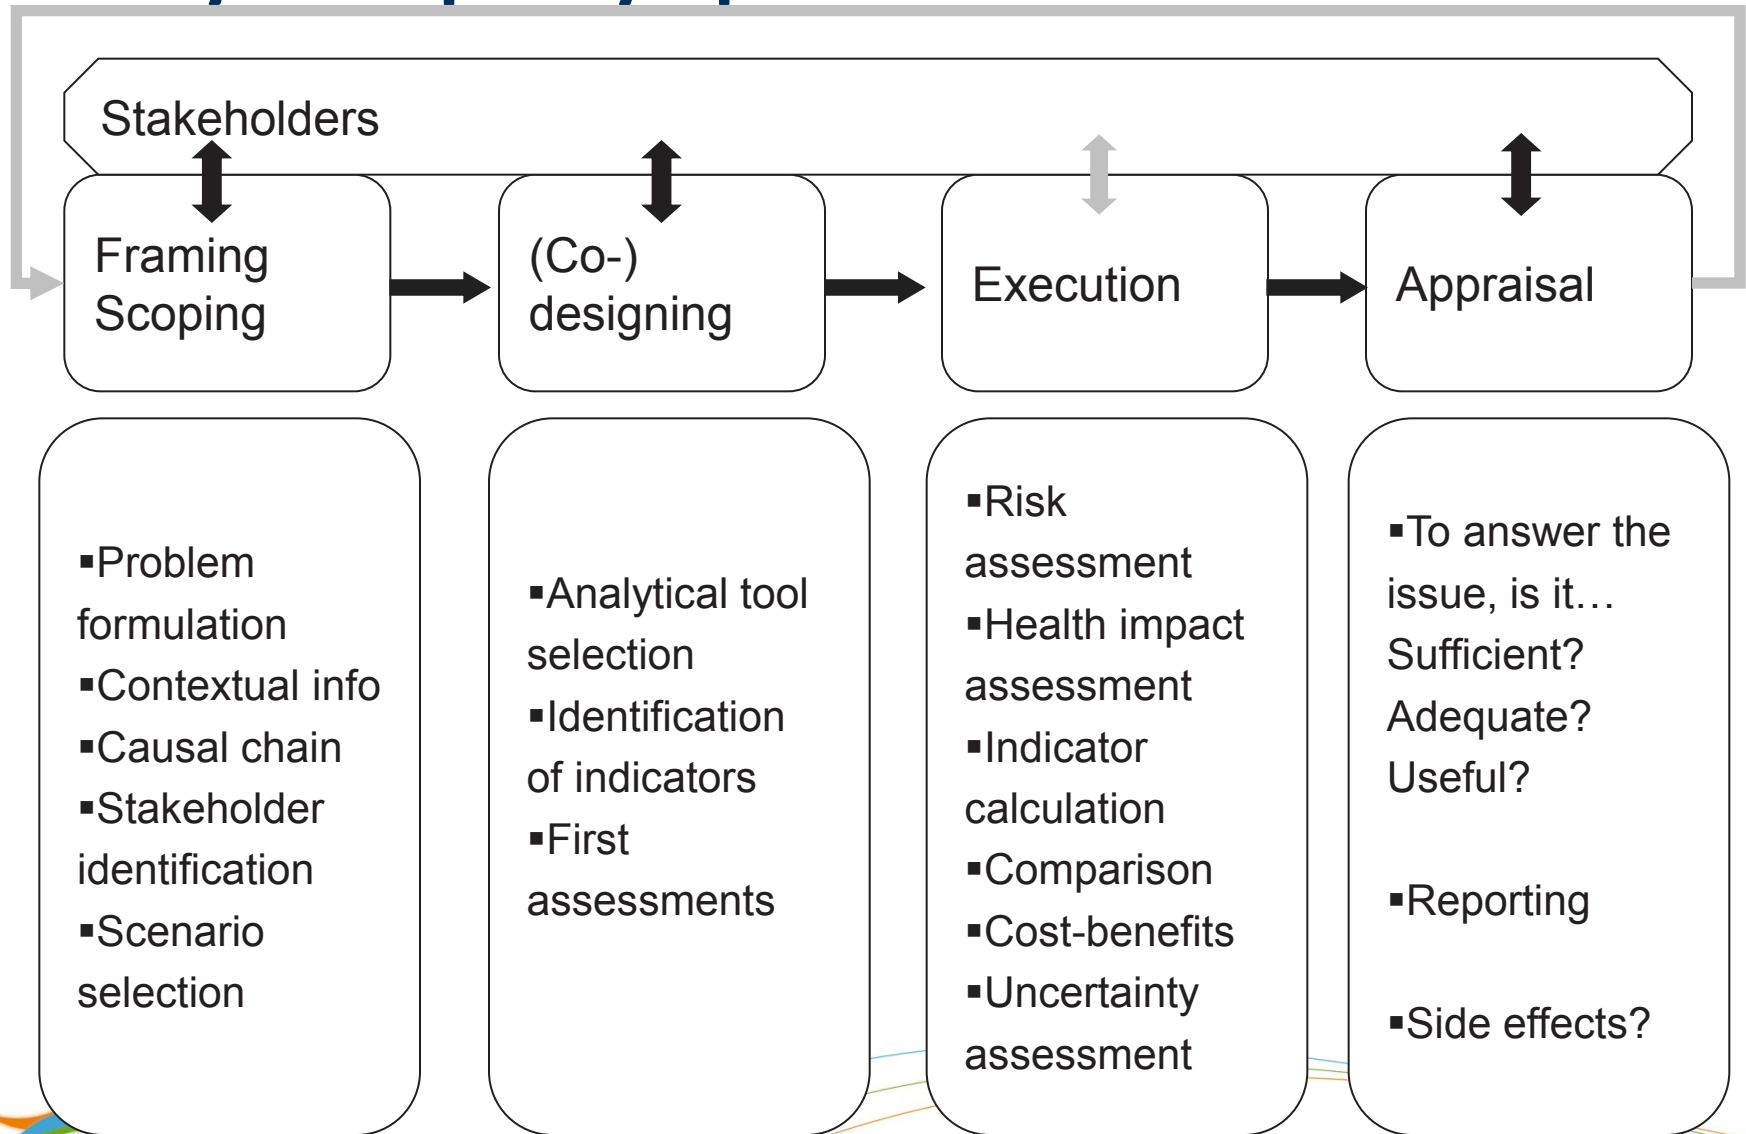 Stakeholders
Framing
Scoping
(Co-)
designing
Execution
Appraisal
▪Problem
formulation
▪Contextual info
▪Causal chain
▪Stakeholder
identification
▪Scenario
selection
▪Analytical tool
selection
▪Identification
of indicators
▪First
assessments
▪Risk
assessment
▪Health impact
assessment
▪Indicator
calculation
▪Comparison
▪Cost-benefits
▪Uncertainty
assessment
▪To answer the
issue, is it…
Sufficient?
Adequate?
Useful?
▪Reporting
▪Side effects?